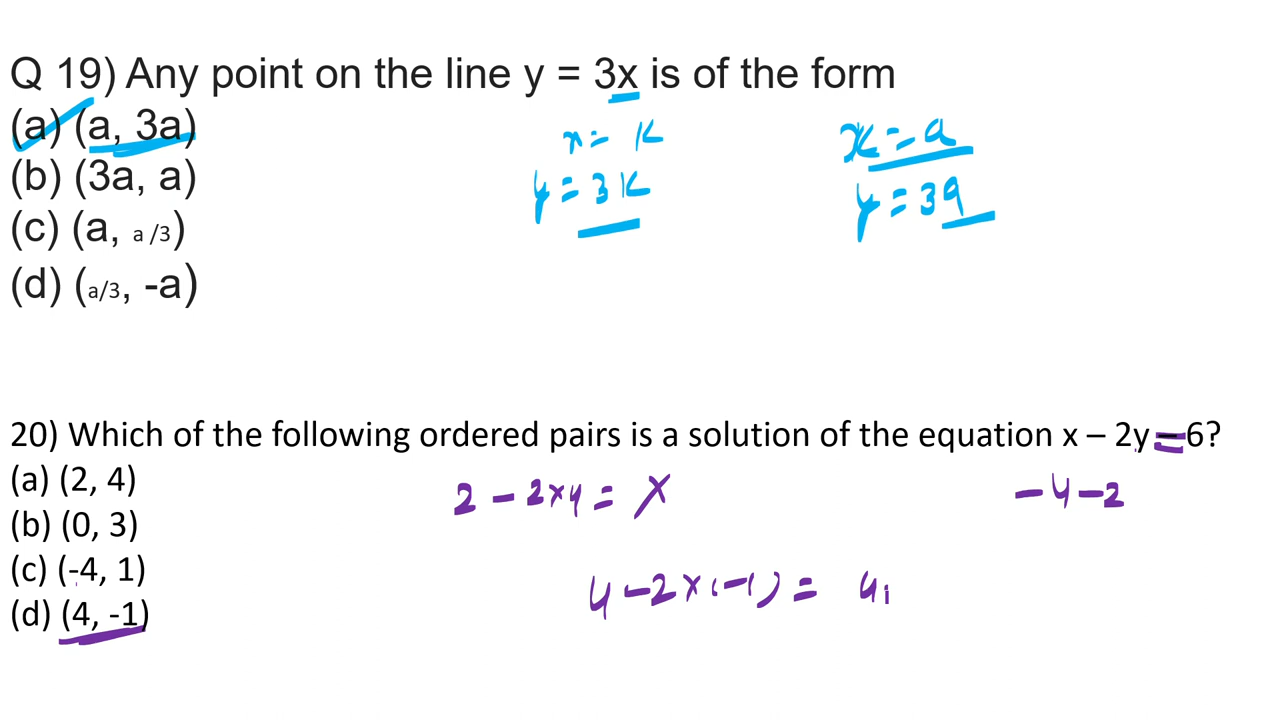 Q 19) Any point on the line y = 3x is of the form
(a) (a, 3a)
x = k
x = a
(b) (3a, a)
y = 3k
y = 3a
(c) (a, a/3)
(d) (a/3, -a)
20) Which of the following ordered pairs is a solution of the equation x – 2y = 6?
(a) (2, 4)
2 - 2x4 = X
-4-2
(b) (0, 3)
(c) (-4, 1)
4 - 2x(-1) = 4
(d) (4, -1)